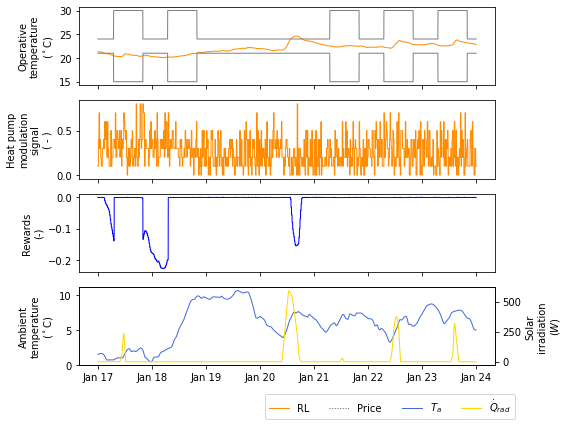 Operative
temperature
(°C)
30
25
20
15
Heat pump
modulation
signal
( - )
0.5
0.0
Rewards
(-)
0.0
−0.1
−0.2
Ambient
temperature
(°C)
10
5
0
500
250
0
Solar
irradiation
(W)
Jan 17 Jan 18 Jan 19 Jan 20 Jan 21 Jan 22 Jan 23 Jan 24
RL Price Tₐ Q̇rad